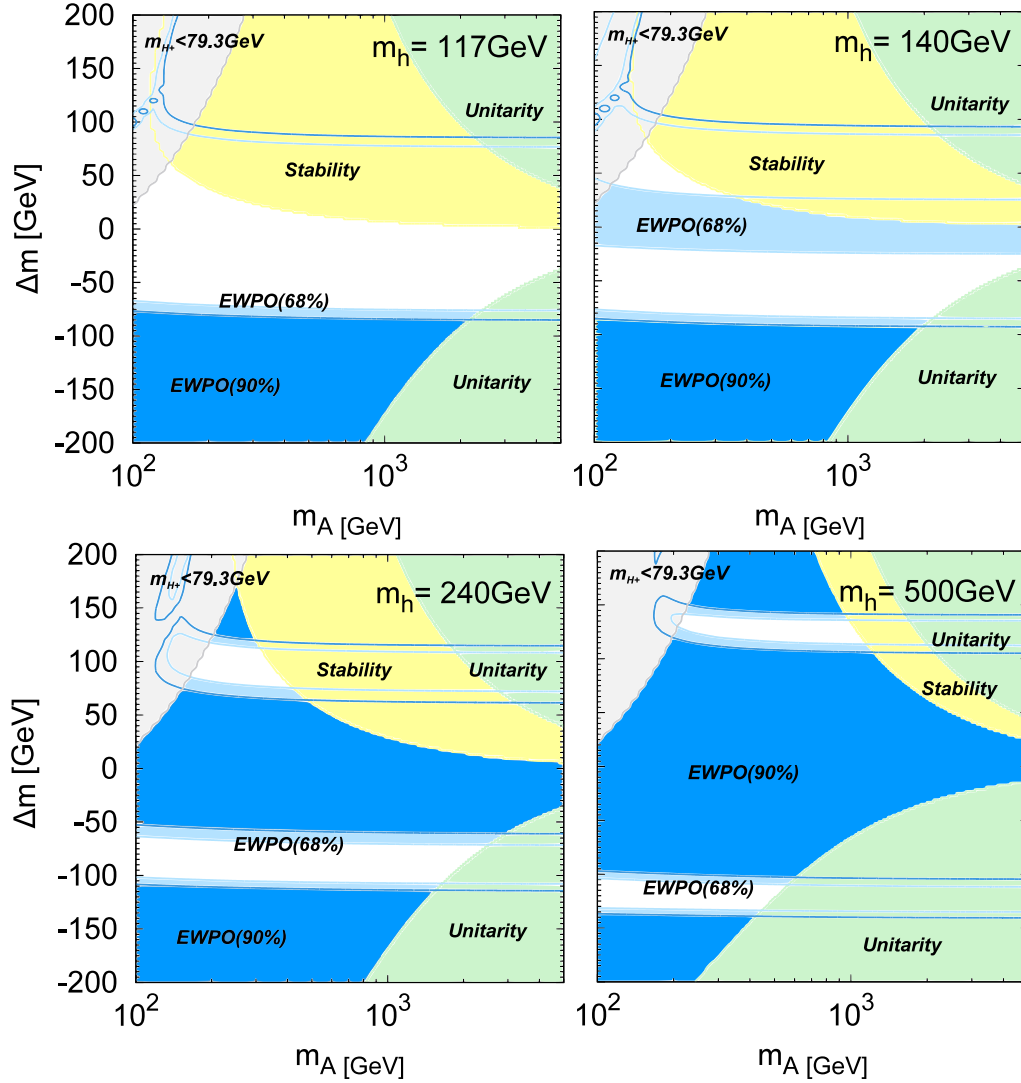 200
150
100
50
0
-50
-100
-150
-200
Δm [GeV]
m_H+<79.3GeV
m_h= 117GeV
Unitarity
Stability
EWPO(68%)
EWPO(90%)
Unitarity
10^2
10^3
m_A [GeV]
m_H+<79.3GeV
m_h= 140GeV
Unitarity
Stability
EWPO(68%)
EWPO(90%)
Unitarity
10^2
10^3
m_A [GeV]
200
150
100
50
0
-50
-100
-150
-200
Δm [GeV]
m_H+<79.3GeV
m_h= 240GeV
Stability
Unitarity
EWPO(68%)
EWPO(90%)
Unitarity
10^2
10^3
m_A [GeV]
m_H+<79.3GeV
m_h= 500GeV
Unitarity
Stability
EWPO(90%)
EWPO(68%)
Unitarity
10^2
10^3
m_A [GeV]